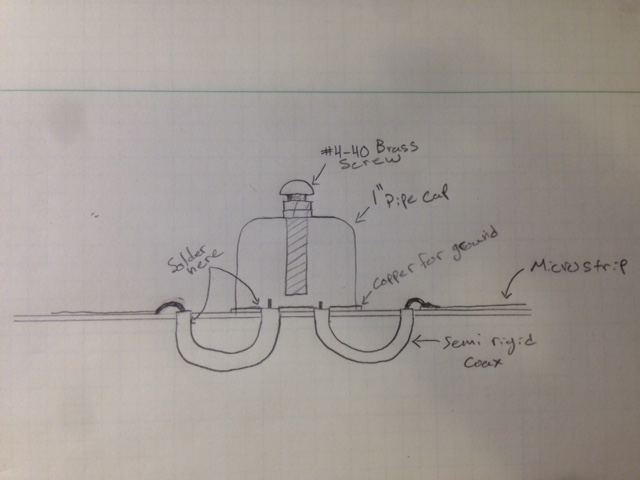 #4-40 Brass
Screw
1" Pipe Cap
Solder
here
Copper for ground
Microstrip
Semi rigid
Coax